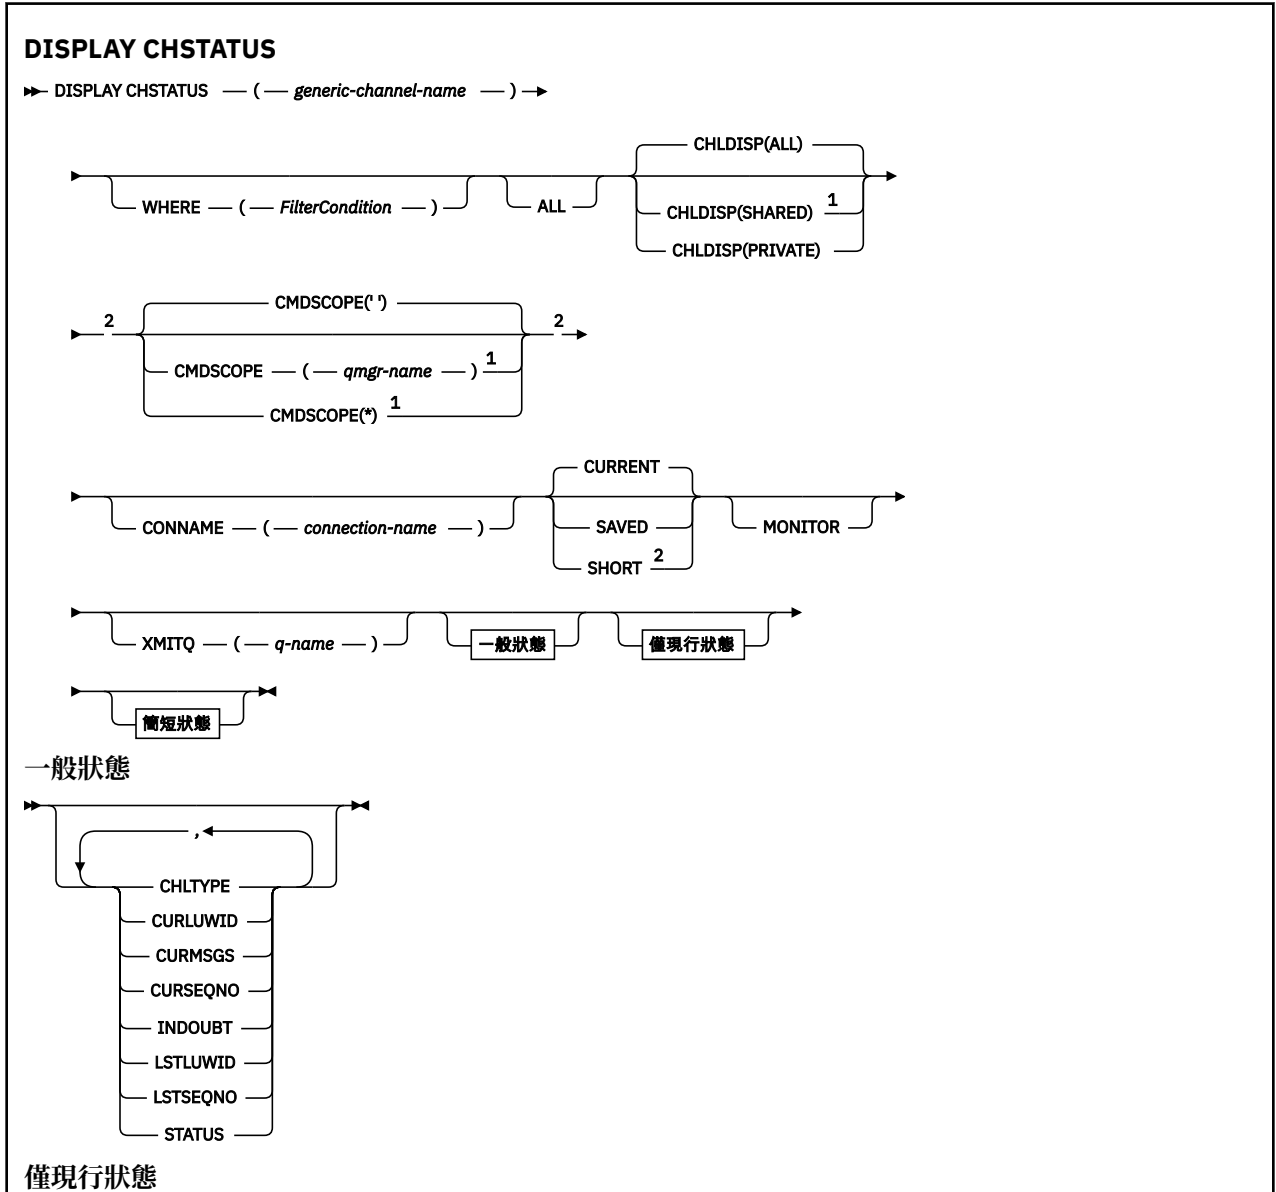 DISPLAY CHSTATUS
DISPLAY CHSTATUS ( generic-channel-name )
CHLDISP(ALL)
WHERE ( FilterCondition ) ALL CHLDISP(SHARED) 1
CHLDISP(PRIVATE)
CMDSCOPE(' ')
2 2
CMDSCOPE ( qmgr-name ) 1
CMDSCOPE(*) 1
CURRENT
CONNAME ( connection-name ) SAVED MONITOR
SHORT 2
XMITQ ( q-name ) 一般狀態 僅現行狀態
簡短狀態
一般狀態
,
CHLTYPE
CURLUWID
CURMSGS
CURSEQNO
INDOUBT
LSTLUWID
LSTSEQNO
STATUS
僅現行狀態